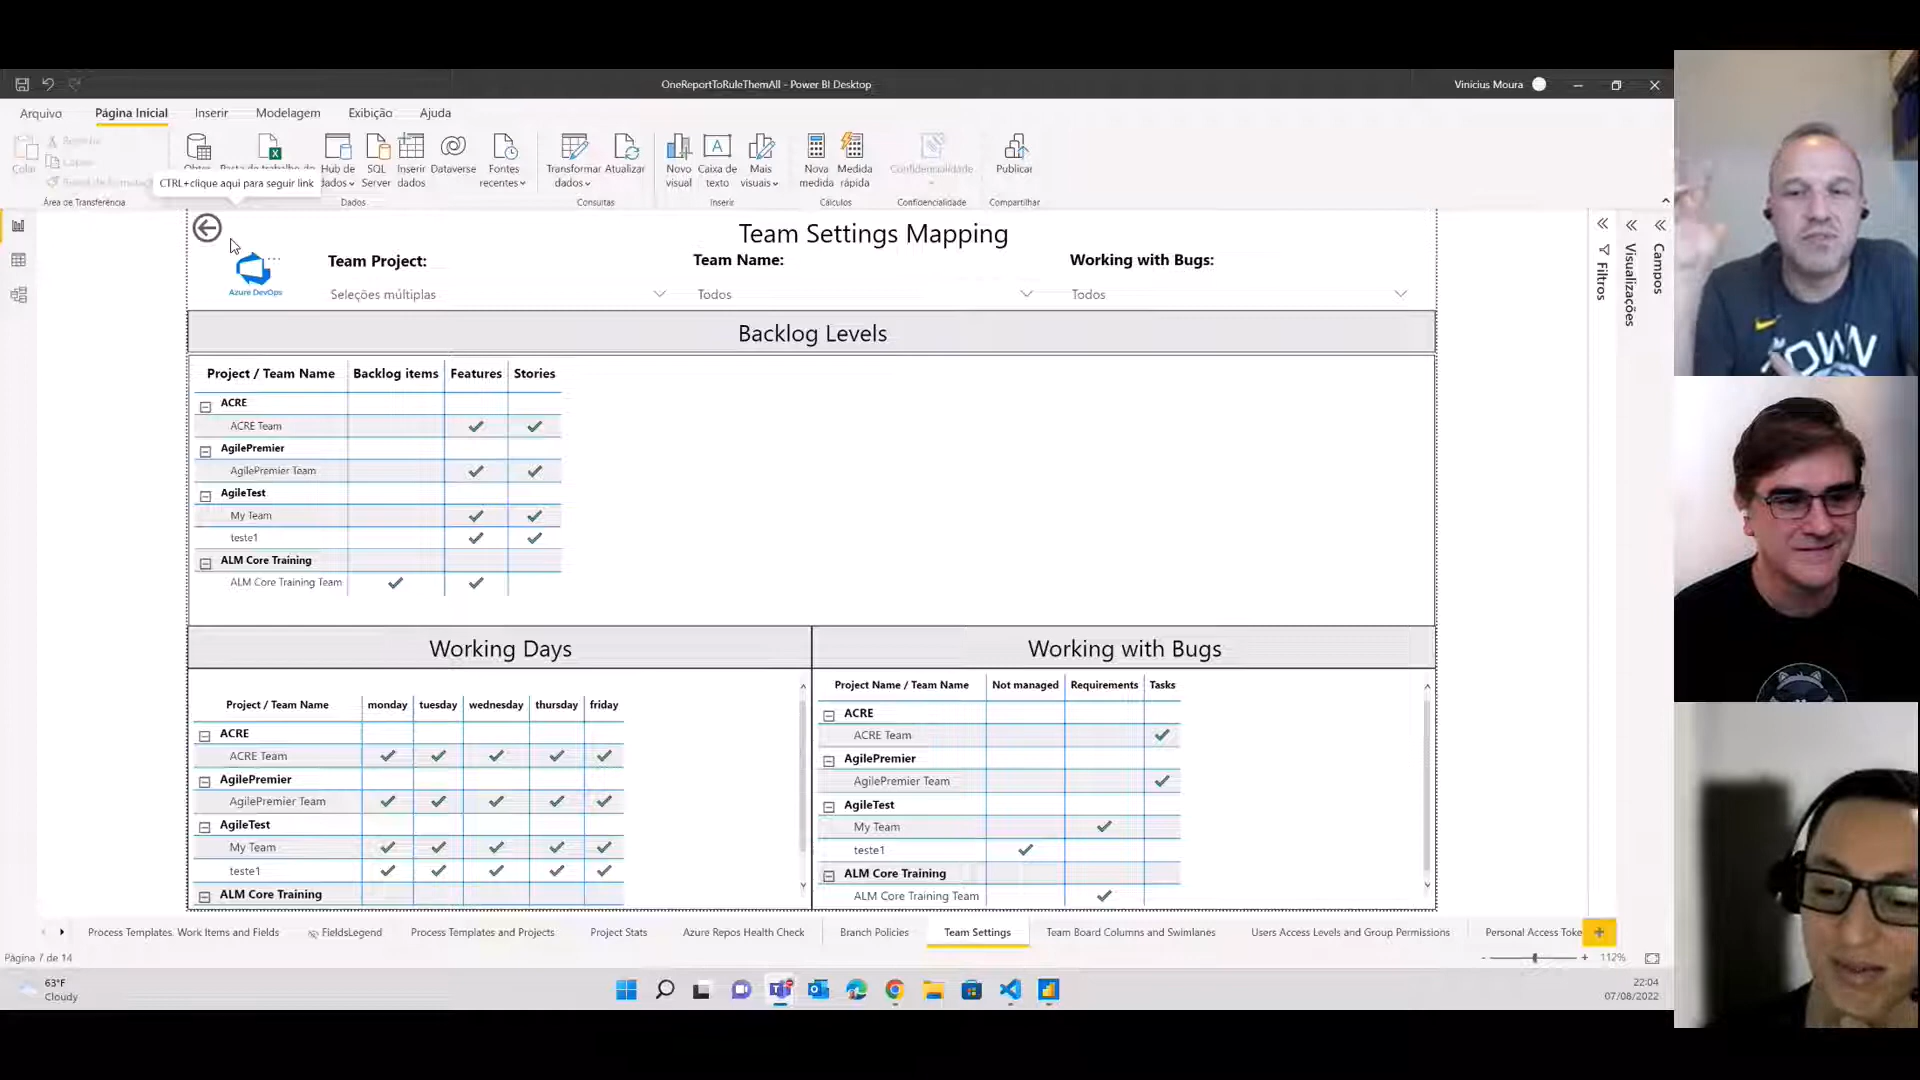 OneReportToRuleThemAll - Power BI Desktop
Vinicius Moura
Arquivo
Página Inicial
Inserir
Modelagem
Exibição
Ajuda
Hub de dados
SQL Server
Inserir dados
Dataverse
Fontes recentes
Transformar dados
Atualizar
Novo visual
Caixa de texto
Mais visuais
Nova medida
Medida rápida
Confidencialidade
Publicar
CTRL+clique aqui para seguir link
Área de Transferência
Dados
Consultas
Inserir
Cálculos
Confidencialidade
Compartilhar
Team Settings Mapping
Azure DevOps
Team Project:
Team Name:
Working with Bugs:
Seleções múltiplas
Todos
Todos
Filtros
Visualizações
Campos
Backlog Levels
Project / Team Name Backlog items Features Stories
ACRE
ACRE Team
AgilePremier
AgilePremier Team
AgileTest
My Team
teste1
ALM Core Training
ALM Core Training Team
Working Days
Project / Team Name monday tuesday wednesday thursday friday
ACRE
ACRE Team
AgilePremier
AgilePremier Team
AgileTest
My Team
teste1
ALM Core Training
Working with Bugs
Project Name / Team Name Not managed Requirements Tasks
ACRE
ACRE Team
AgilePremier
AgilePremier Team
AgileTest
My Team
teste1
ALM Core Training
ALM Core Training Team
Process Templates. Work Items and Fields
FieldsLegend
Process Templates and Projects
Project Stats
Azure Repos Health Check
Branch Policies
Team Settings
Team Board Columns and Swimlanes
Users Access Levels and Group Permissions
Personal Access Toke
Página 7 de 14
112%
63°F
Cloudy
22:04
07/08/2022